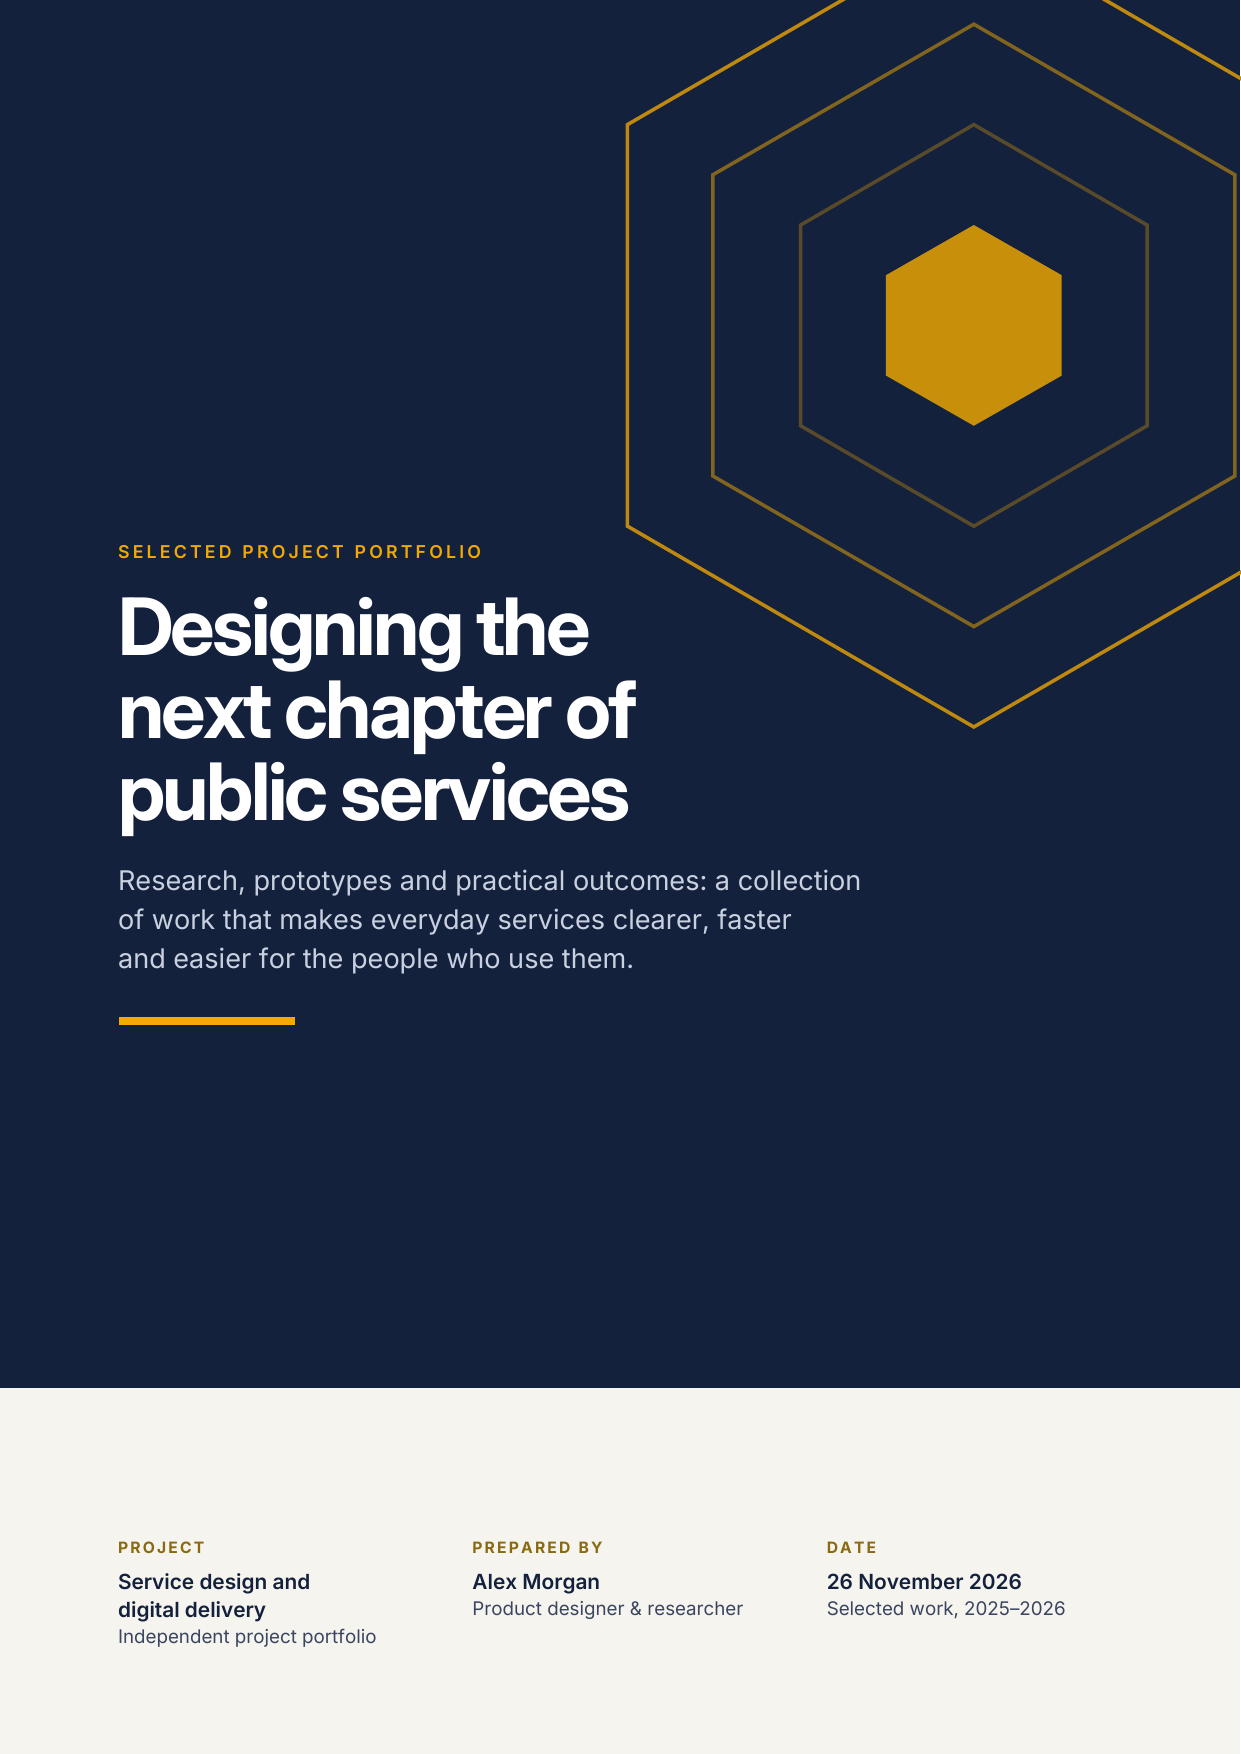 SELECTED PROJECT PORTFOLIO
Designing the
next chapter of
public services
Research, prototypes and practical outcomes: a collection
of work that makes everyday services clearer, faster
and easier for the people who use them.
PROJECT
Service design and
digital delivery
Independent project portfolio
PREPARED BY
Alex Morgan
Product designer & researcher
DATE
26 November 2026
Selected work, 2025–2026